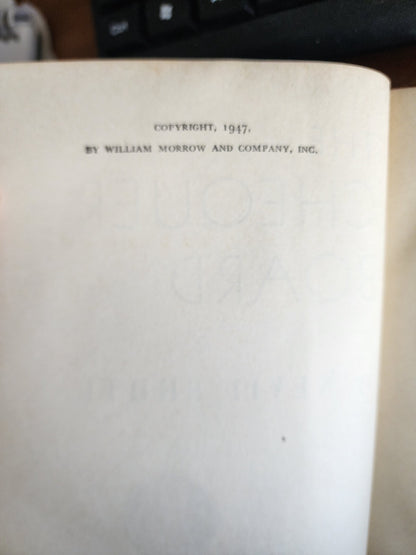 COPYRIGHT, 1947,
BY WILLIAM MORROW AND COMPANY, INC.